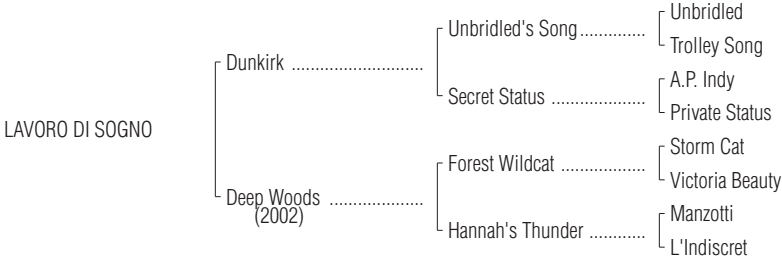 Unbridled
Unbridled's Song..............
Trolley Song
Dunkirk ............................
A.P. Indy
Secret Status ....................
Private Status
LAVORO DI SOGNO
Storm Cat
Forest Wildcat ..................
Victoria Beauty
Deep Woods ....................
(2002)
Manzotti
Hannah's Thunder ............
L'Indiscret